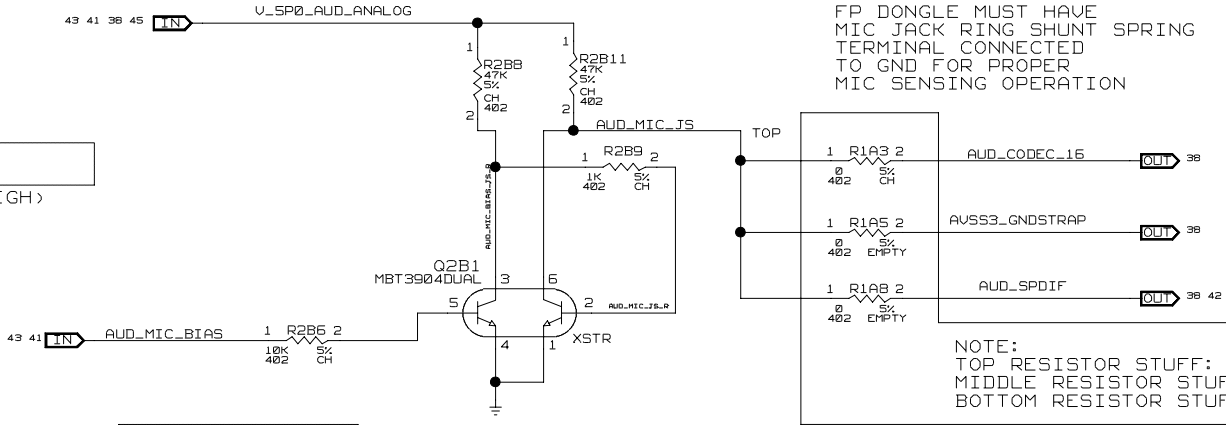 V_5P0_AUD_ANALOG
43 41 38 45 IN
FP DONGLE MUST HAVE
MIC JACK RING SHUNT SPRING
TERMINAL CONNECTED
TO GND FOR PROPER
MIC SENSING OPERATION
1
R2B8
47K
5%
CH
402
2
1
R2B11
47K
5%
CH
402
2
AUD_MIC_JS
TOP
1 R2B9 2
1K 5%
402 CH
AUD_MIC_BIAS_JS_R
1 R1A3 2
0 5%
402 CH
AUD_CODEC_16
OUT 38
IGH)
1 R1A5 2
0 5%
402 EMPTY
AVSS3_GNDSTRAP
OUT 38
Q2B1
MBT3904DUAL
3 6
5 2
4 1
AUD_MIC_JS_R
XSTR
1 R1A8 2
0 5%
402 EMPTY
AUD_SPDIF
OUT 38 42
43 41 IN
AUD_MIC_BIAS
1 R2B6 2
10K 5%
402 CH
NOTE:
TOP RESISTOR STUFF:
MIDDLE RESISTOR STUF
BOTTOM RESISTOR STUF